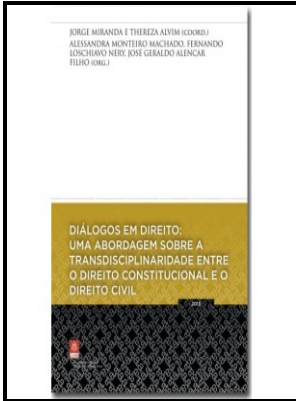 JORGE MIRANDA E THEREZA ALVIM (COORD.)
ALESSANDRA MONTEIRO MACHADO, FERNANDO
LOSCHIAVO NERY, JOSÉ GERALDO ALENCAR
FILHO (ORG.)
DIÁLOGOS EM DIREITO:
UMA ABORDAGEM SOBRE A
TRANSDISCIPLINARIDADE ENTRE
O DIREITO CONSTITUCIONAL E O
DIREITO CIVIL